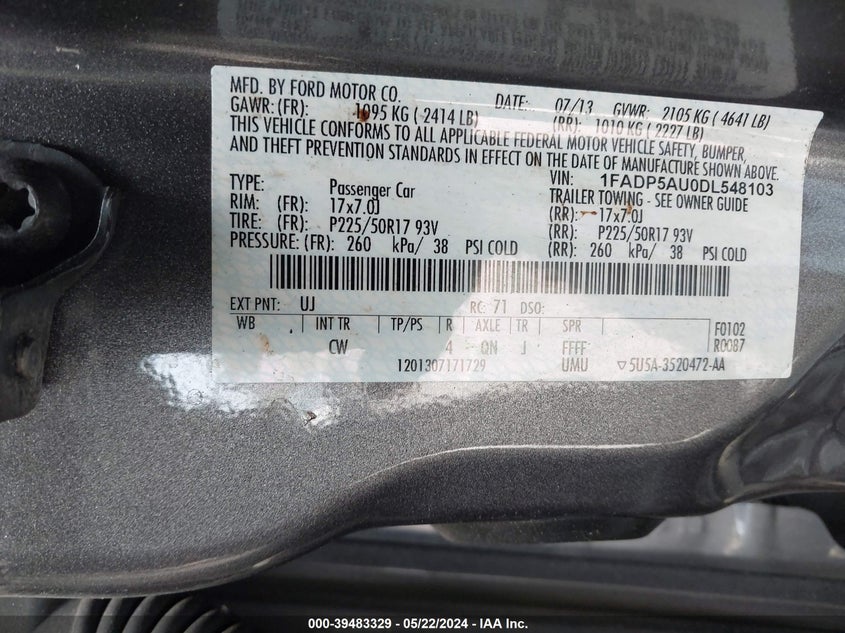 MFD. BY FORD MOTOR CO. DATE: 07/13 GVWR: 2105 KG ( 4641 LB)
GAWR: (FR): 1095 KG ( 2414 LB) (RR): 1010 KG ( 2227 LB)
THIS VEHICLE CONFORMS TO ALL APPLICABLE FEDERAL MOTOR VEHICLE SAFETY, BUMPER,
AND THEFT PREVENTION STANDARDS IN EFFECT ON THE DATE OF MANUFACTURE SHOWN ABOVE.
VIN: 1FADP5AU0DL548103
TYPE: Passenger Car TRAILER TOWING - SEE OWNER GUIDE
RIM: (FR): 17x7.0J (RR): 17x7.0J
TIRE: (FR): P225/50R17 93V (RR): P225/50R17 93V
PRESSURE: (FR): 260 kPa/ 38 PSI COLD (RR): 260 kPa/ 38 PSI COLD
EXT PNT: UJ RC: 71 DSO:
WB INT TR TP/PS R AXLE TR SPR F0102
CW 4 QN J FFFF R0087
1201307171729 UMU ▽5U5A-3520472-AA
000-39483329 - 05/22/2024 - IAA Inc.